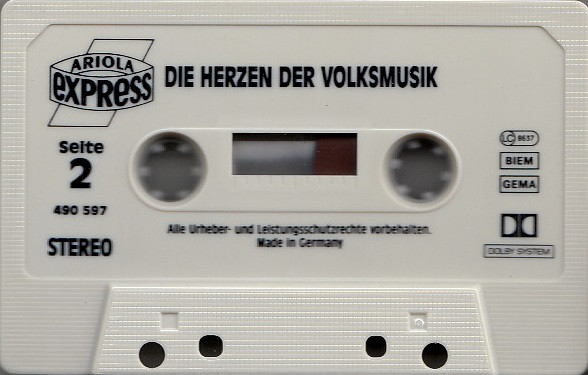 ARIOLA
express
DIE HERZEN DER VOLKSMUSIK
Seite
2
490 597
STEREO
LC 8637
BIEM
GEMA
DOLBY SYSTEM
Alle Urheber- und Leistungsschutzrechte vorbehalten.
Made in Germany